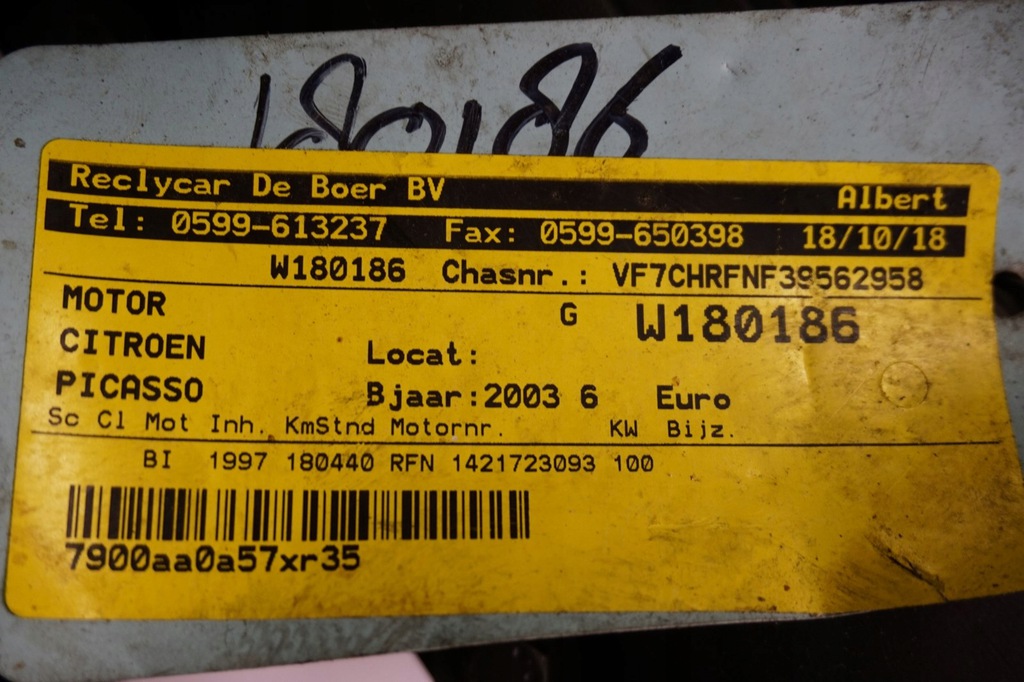 180186
Reclycar De Boer BV Albert
Tel: 0599-613237 Fax: 0599-650398 18/10/18
W180186 Chasnr.: VF7CHRFNF39562958
MOTOR G W180186
CITROEN Locat:
PICASSO Bjaar:2003 6 Euro
Sc Cl Mot Inh. KmStnd Motornr. KW Bijz.
BI 1997 180440 RFN 1421723093 100
7900aa0a57xr35